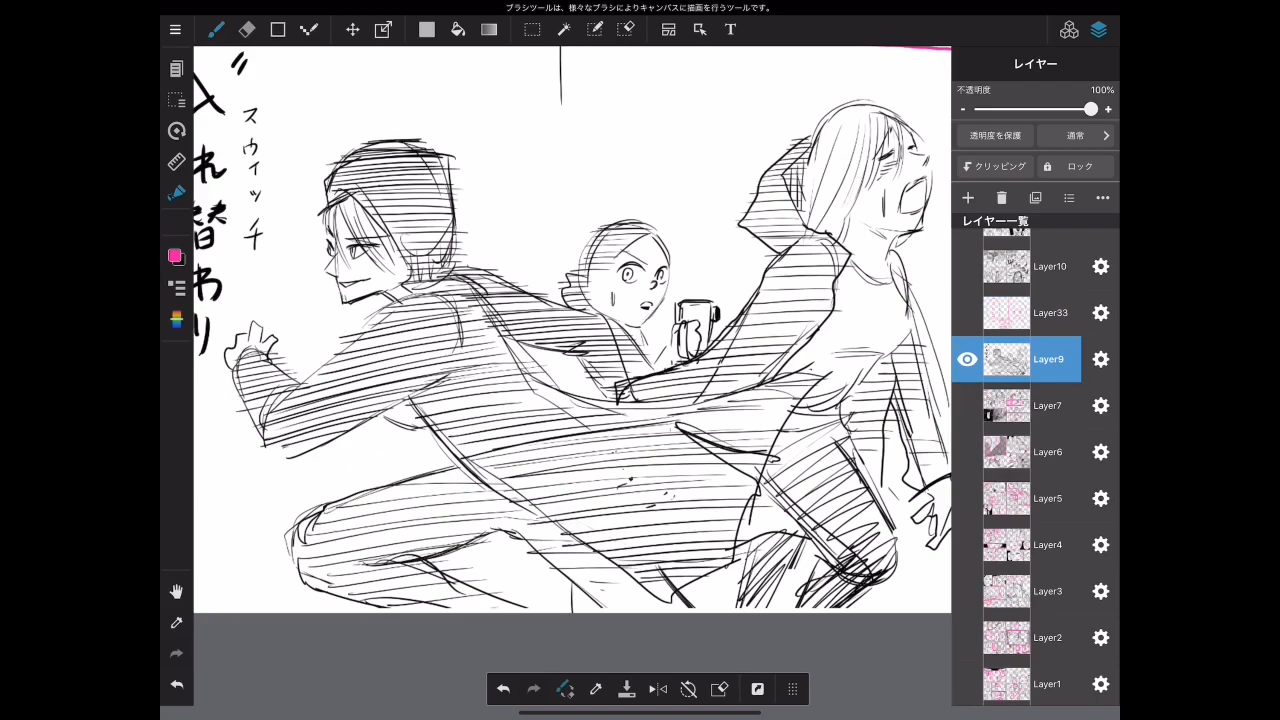 ブラシツールは、様々なブラシによりキャンバスに描画を行うツールです。
T
レイヤー
不透明度
100%
-
+
透明度を保護
通常
クリッピング
ロック
レイヤー一覧
Layer10
Layer33
Layer9
Layer7
Layer6
Layer5
Layer4
Layer3
Layer2
Layer1
スウィッチ
入れ替わり